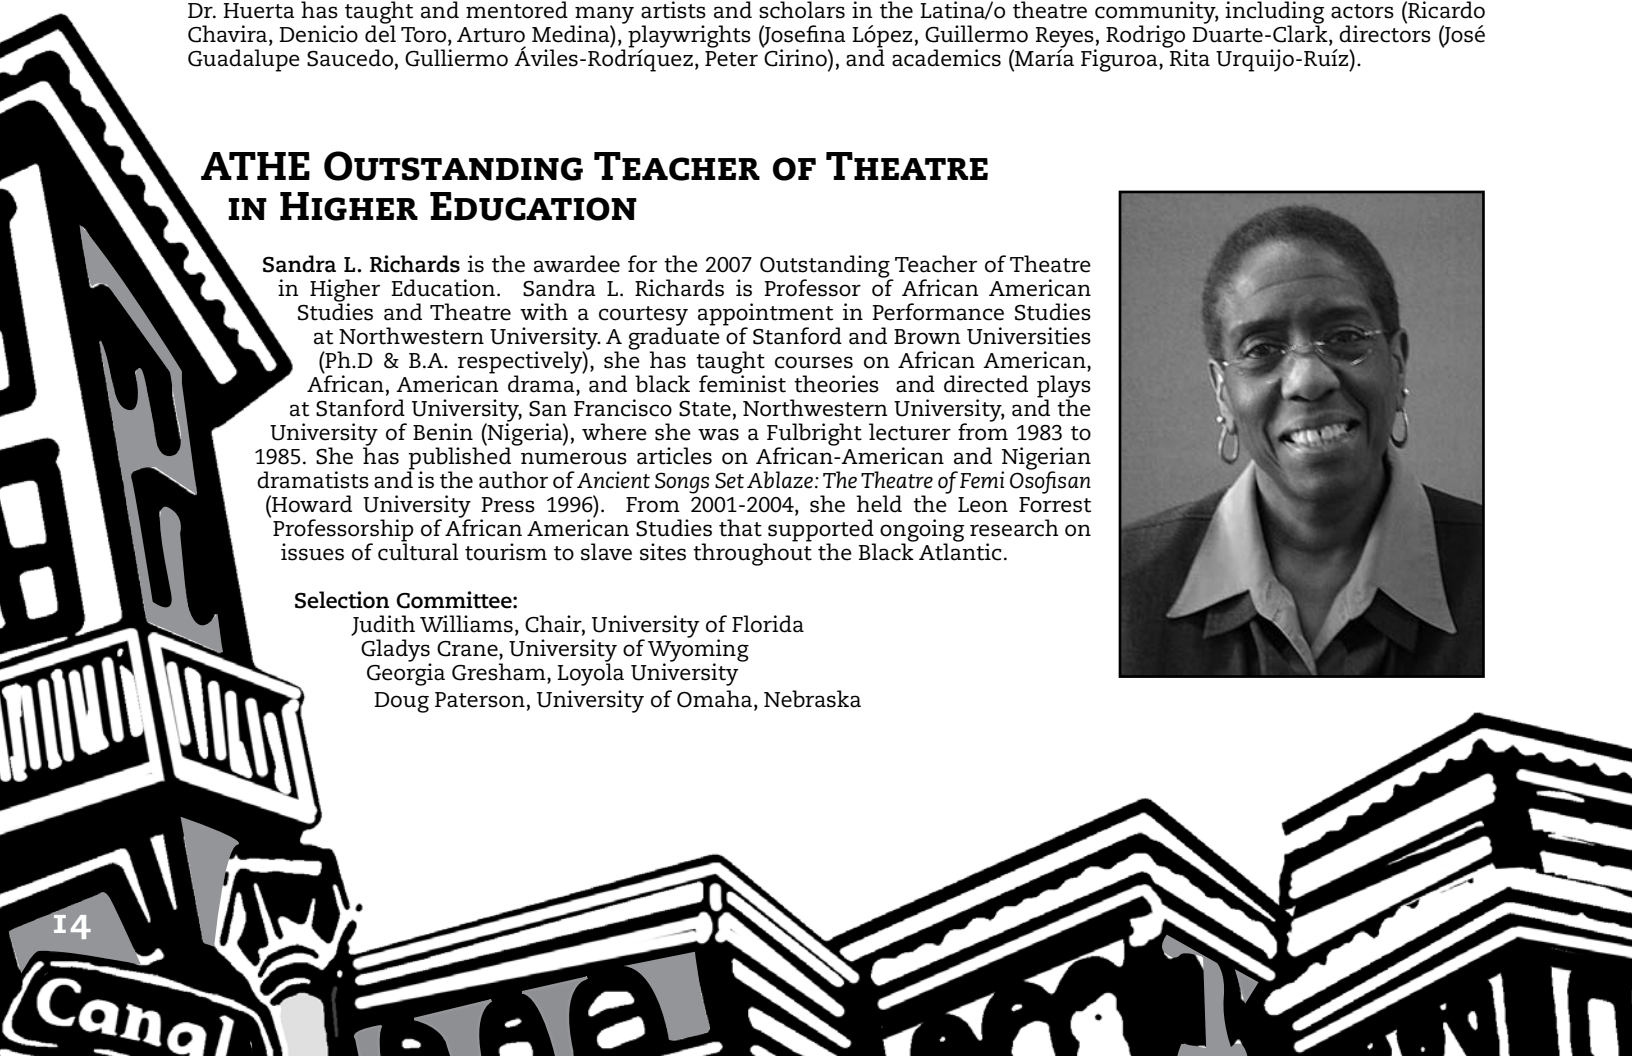 Dr. Huerta has taught and mentored many artists and scholars in the Latina/o theatre community, including actors (Ricardo
Chavira, Denicio del Toro, Arturo Medina), playwrights (Josefina López, Guillermo Reyes, Rodrigo Duarte-Clark, directors (José
Guadalupe Saucedo, Gulliermo Áviles-Rodríquez, Peter Cirino), and academics (María Figuroa, Rita Urquijo-Ruíz).
ATHE Outstanding Teacher of Theatre
in Higher Education
Sandra L. Richards is the awardee for the 2007 Outstanding Teacher of Theatre
in Higher Education. Sandra L. Richards is Professor of African American
Studies and Theatre with a courtesy appointment in Performance Studies
at Northwestern University. A graduate of Stanford and Brown Universities
(Ph.D & B.A. respectively), she has taught courses on African American,
African, American drama, and black feminist theories and directed plays
at Stanford University, San Francisco State, Northwestern University, and the
University of Benin (Nigeria), where she was a Fulbright lecturer from 1983 to
1985. She has published numerous articles on African-American and Nigerian
dramatists and is the author of Ancient Songs Set Ablaze: The Theatre of Femi Osofisan
(Howard University Press 1996). From 2001-2004, she held the Leon Forrest
Professorship of African American Studies that supported ongoing research on
issues of cultural tourism to slave sites throughout the Black Atlantic.
Selection Committee:
Judith Williams, Chair, University of Florida
Gladys Crane, University of Wyoming
Georgia Gresham, Loyola University
Doug Paterson, University of Omaha, Nebraska
14
Canal